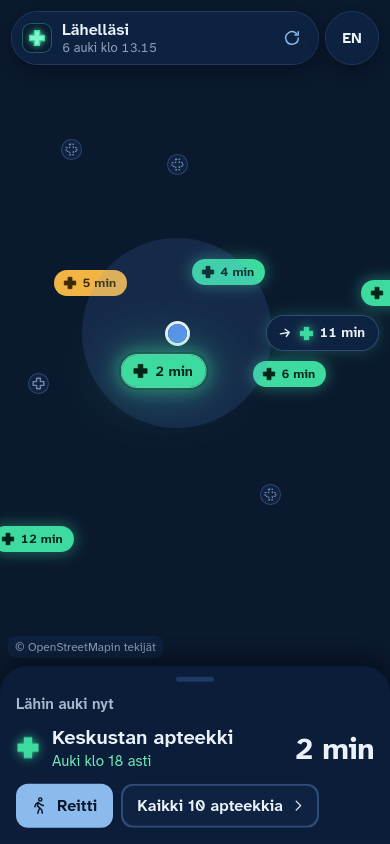 Lähelläsi
6 auki klo 13.15
EN
4 min
5 min
11 min
2 min
6 min
12 min
© OpenStreetMapin tekijät
Lähin auki nyt
Keskustan apteekki
Auki klo 18 asti
2 min
Reitti
Kaikki 10 apteekkia